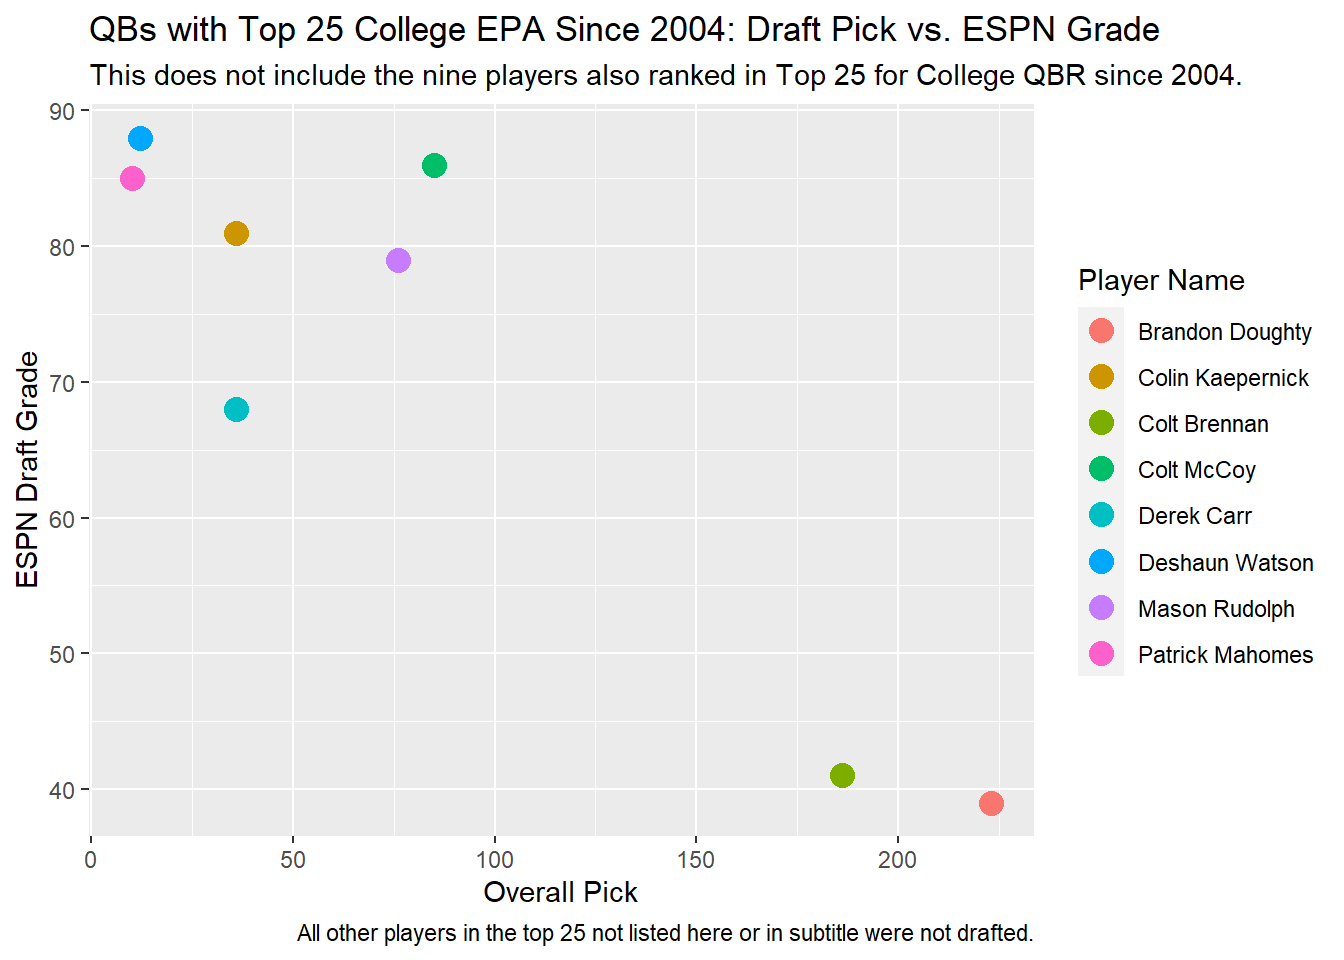 QBs with Top 25 College EPA Since 2004: Draft Pick vs. ESPN Grade
This does not include the nine players also ranked in Top 25 for College QBR since 2004.
ESPN Draft Grade
90
80
70
60
50
40
0
50
100
150
200
Overall Pick
Player Name
Brandon Doughty
Colin Kaepernick
Colt Brennan
Colt McCoy
Derek Carr
Deshaun Watson
Mason Rudolph
Patrick Mahomes
All other players in the top 25 not listed here or in subtitle were not drafted.